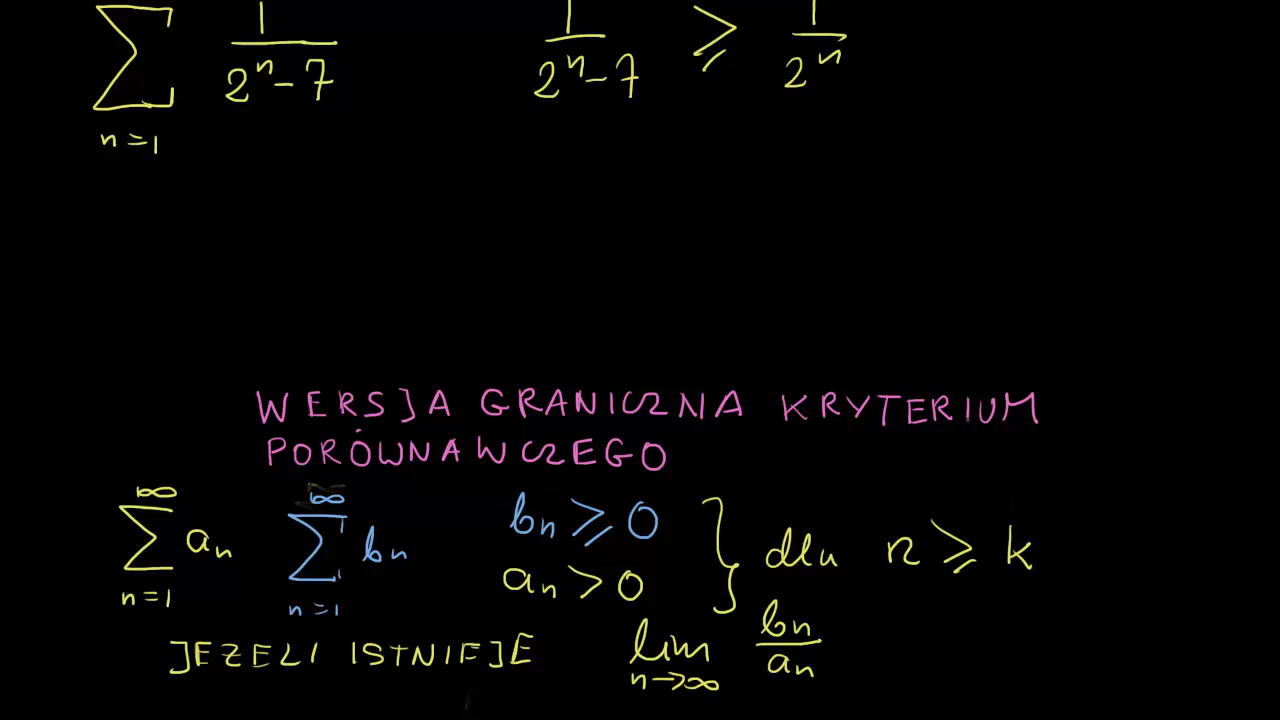 ∑ n=1 1/(2ⁿ-7) 1/(2ⁿ-7) ⩾ 1/2ⁿ
WERSJA GRANICZNA KRYTERIUM
PORÓWNAWCZEGO
∑ n=1 ∞ aₙ ∑ n=1 ∞ bₙ bₙ ⩾ 0 aₙ > 0 } dla n ⩾ k
JEZELI ISTNIEJE lim n→∞ bₙ/aₙ